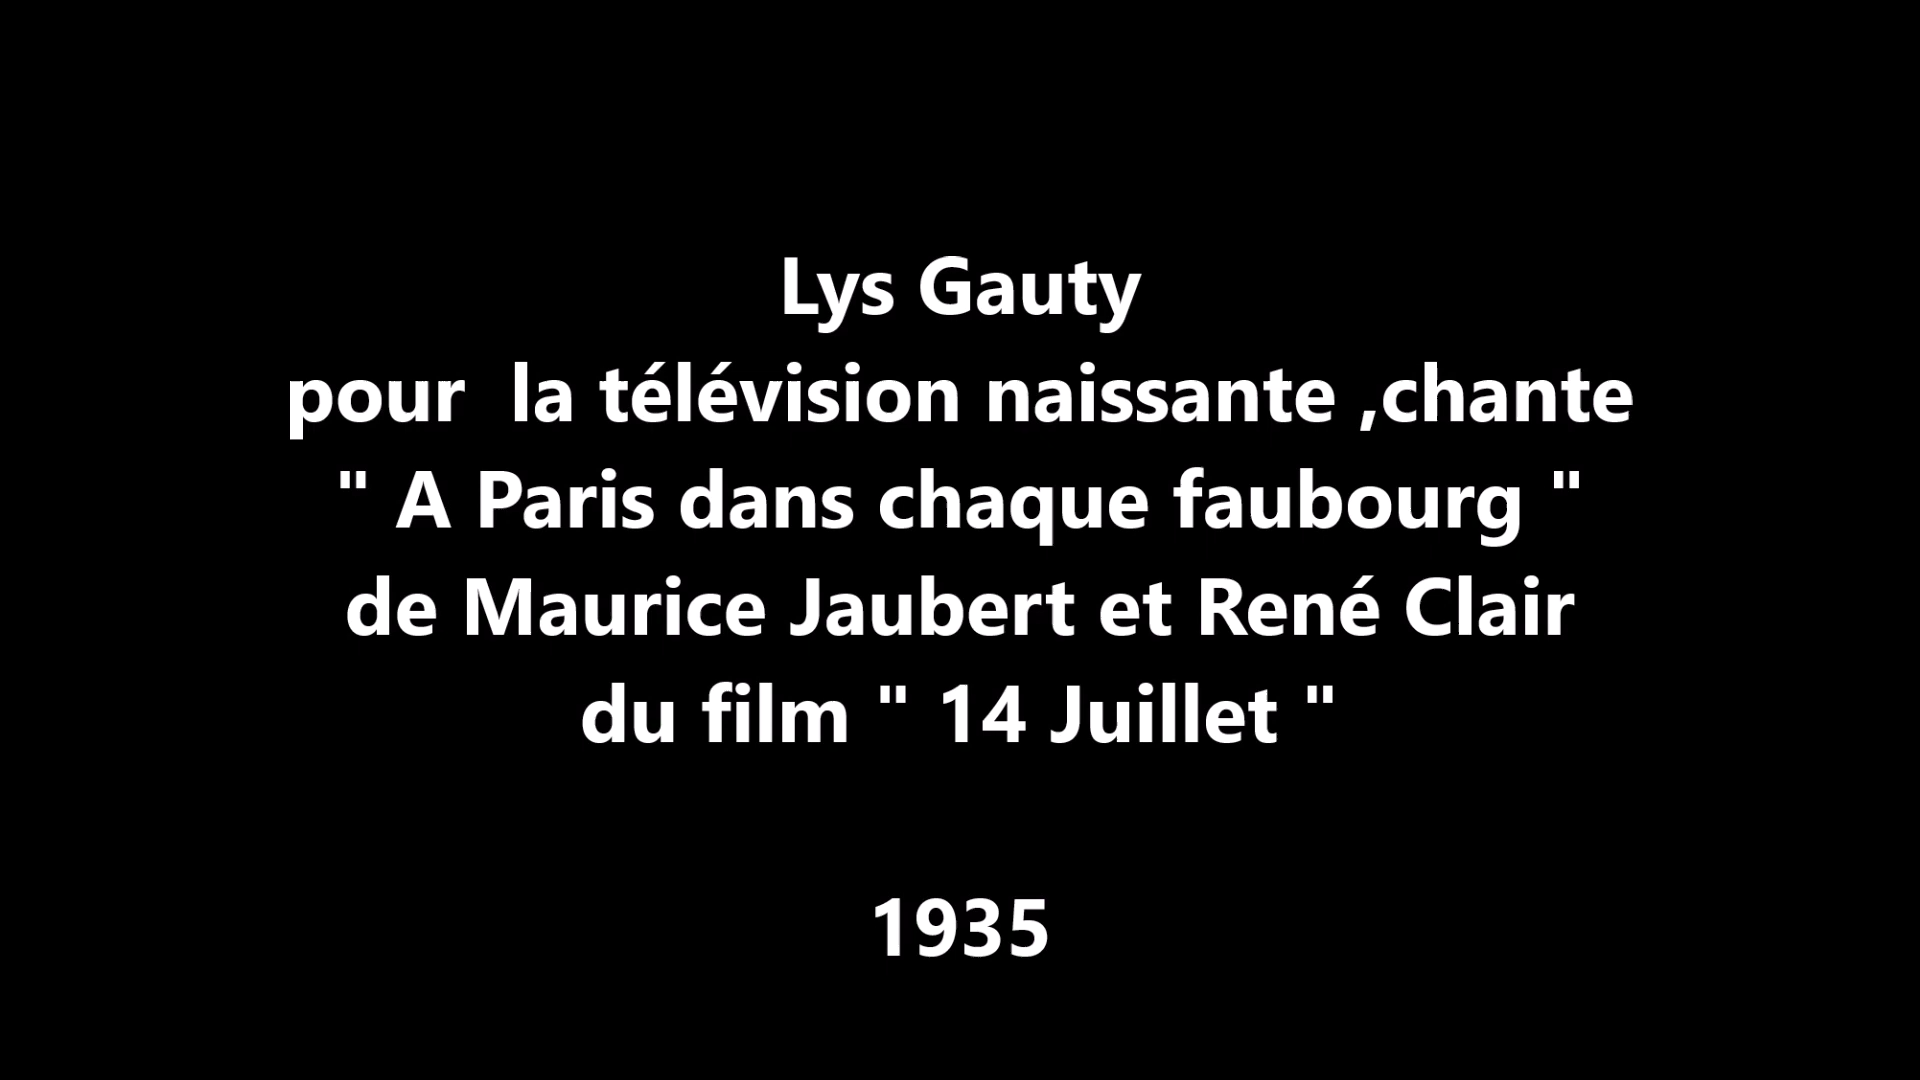 Lys Gauty
pour  la télévision naissante ,chante
" A Paris dans chaque faubourg "
de Maurice Jaubert et René Clair
du film " 14 Juillet "
1935